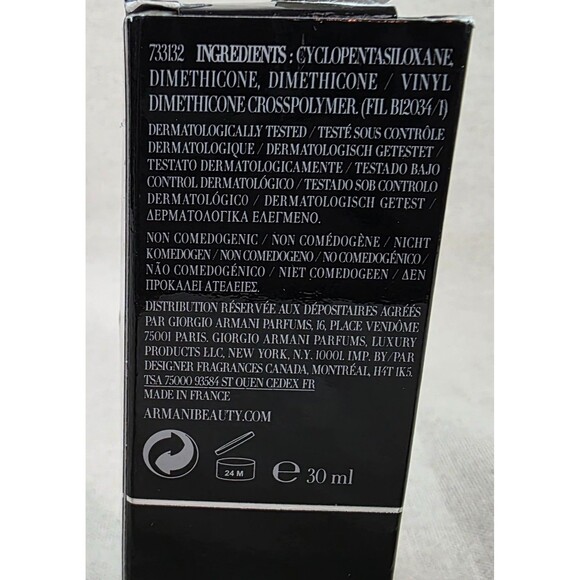 733132 INGREDIENTS : CYCLOPENTASILOXANE,
DIMETHICONE, DIMETHICONE / VINYL
DIMETHICONE CROSSPOLYMER. (FIL B12034/1)
DERMATOLOGICALLY TESTED / TESTÉ SOUS CONTRÔLE
DERMATOLOGIQUE / DERMATOLOGISCH GETESTET /
TESTATO DERMATOLOGICAMENTE / TESTADO BAJO
CONTROL DERMATOLÓGICO / TESTADO SOB CONTROLO
DERMATOLÓGICO / DERMATOLOGISCH GETEST /
ΔΕΡΜΑΤΟΛΟΓΙΚΑ ΕΛΕΓΜΕΝΟ.
NON COMEDOGENIC / NON COMÉDOGÈNE / NICHT
KOMEDOGEN / NON COMEDOGENO / NO COMEDOGÉNICO /
NÃO COMEDOGÉNICO / NIET COMEDOGEEN / ΔΕΝ
ΠΡΟΚΑΛΕΙ ΑΤΕΛΕΙΕΣ.
DISTRIBUTION RÉSERVÉE AUX DÉPOSITAIRES AGRÉÉS
PAR GIORGIO ARMANI PARFUMS, 16, PLACE VENDÔME
75001 PARIS. GIORGIO ARMANI PARFUMS, LUXURY
PRODUCTS LLC, NEW YORK, N.Y. 10001. IMP. BY/PAR
DESIGNER FRAGRANCES CANADA, MONTRÉAL, H4T 1K5.
TSA 75000 93584 ST OUEN CEDEX FR
MADE IN FRANCE
ARMANIBEAUTY.COM
24 M
℮ 30 ml